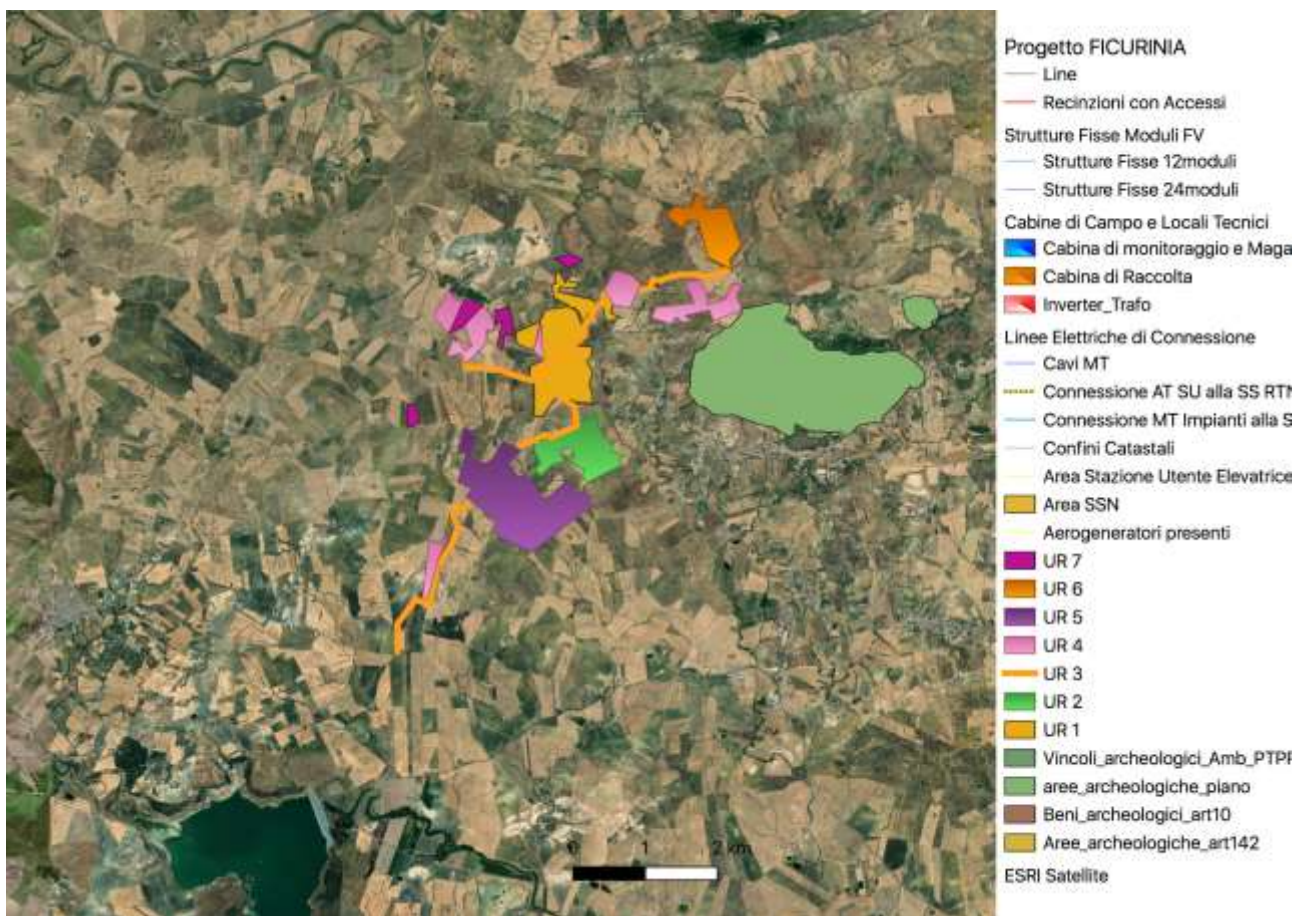 Progetto FICURINIA
Line
Recinzioni con Accessi
Strutture Fisse Moduli FV
Strutture Fisse 12moduli
Strutture Fisse 24moduli
Cabine di Campo e Locali Tecnici
Cabina di monitoraggio e Maga
Cabina di Raccolta
Inverter_Trafo
Linee Elettriche di Connessione
Cavi MT
Connessione AT SU alla SS RTN
Connessione MT Impianti alla S
Confini Catastali
Area Stazione Utente Elevatrice
Area SSN
Aerogeneratori presenti
UR 7
UR 6
UR 5
UR 4
UR 3
UR 2
UR 1
Vincoli_archeologici_Amb_PTPF
aree_archeologiche_piano
Beni_archeologici_art10
Aree_archeologiche_art142
ESRI Satellite
0 1 2 km